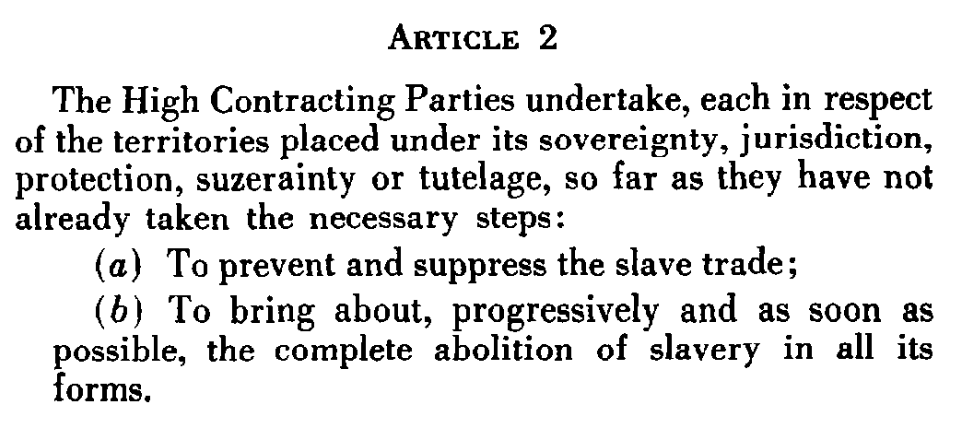 ARTICLE 2
The High Contracting Parties undertake, each in respect
of the territories placed under its sovereignty, jurisdiction,
protection, suzerainty or tutelage, so far as they have not
already taken the necessary steps:
(a) To prevent and suppress the slave trade;
(b) To bring about, progressively and as soon as
possible, the complete abolition of slavery in all its
forms.